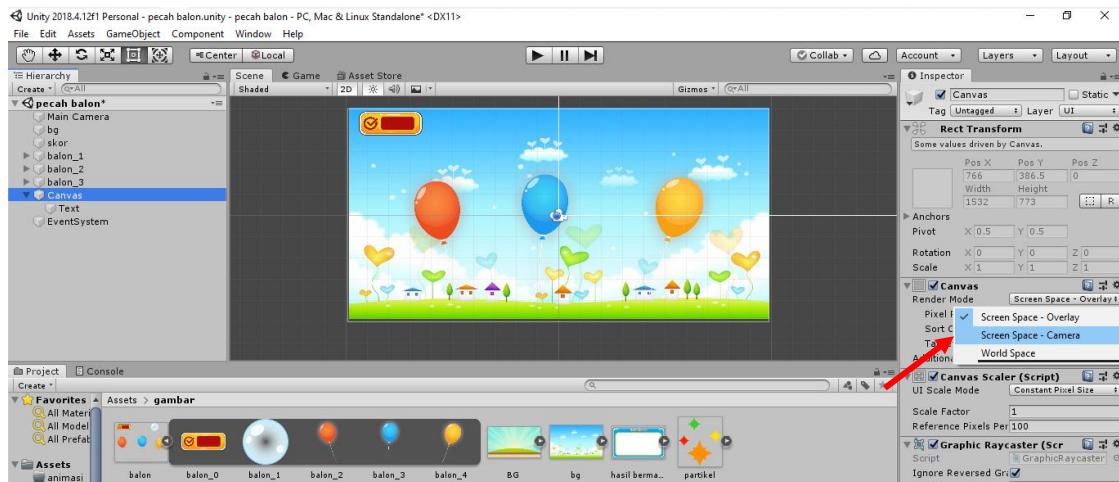 Unity 2018.4.12f1 Personal - pecah balon.unity - pecah balon - PC, Mac & Linux Standalone* <DX11>
File Edit Assets GameObject Component Window Help
Center Local Collab Account Layers Layout
Hierarchy
Create All
pecah balon*
Main Camera
bg
skor
balon_1
balon_2
balon_3
Canvas
Text
EventSystem
Scene Game Asset Store
Shaded 2D Gizmos All
Inspector
Canvas Static
Tag Untagged Layer UI
Rect Transform
Some values driven by Canvas.
Pos X Pos Y Pos Z
766 386.5 0
Width Height
1532 773
R
Anchors
Pivot X 0.5 Y 0.5
Rotation X 0 Y 0 Z 0
Scale X 1 Y 1 Z 1
Canvas
Render Mode Screen Space - Overlay
Pixel
Sort
Screen Space - Overlay
Screen Space - Camera
World Space
Canvas Scaler (Script)
UI Scale Mode Constant Pixel Size
Scale Factor 1
Reference Pixels Per 100
Graphic Raycaster (Scr
Script GraphicRaycaster
Ignore Reversed Gra
Project Console
Create
Favorites
All Materi
All Model
All Prefab
Assets
animasi
Assets > gambar
balon balon_0 balon_1 balon_2 balon_3 balon_4 BG bg hasil berma... partikel